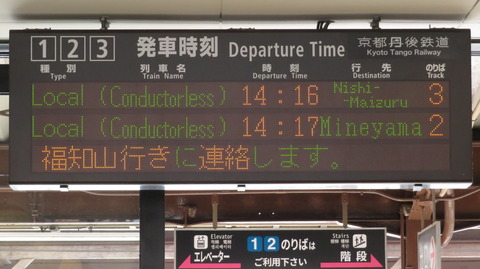 1 2 3 発車時刻 Departure Time 京都丹後鉄道
Kyoto Tango Railway
種別 列車名 時刻 行先 のりば
Type Train Name Departure Time Destination Track
Local (Conductorless) 14:16 Nishi-
-Maizuru 3
Local (Conductorless) 14:17 Mineyama 2
福知山行きに連絡します。
Elevator Stairs
エレベーター 1 2 のりばは 階段
ご利用下さい